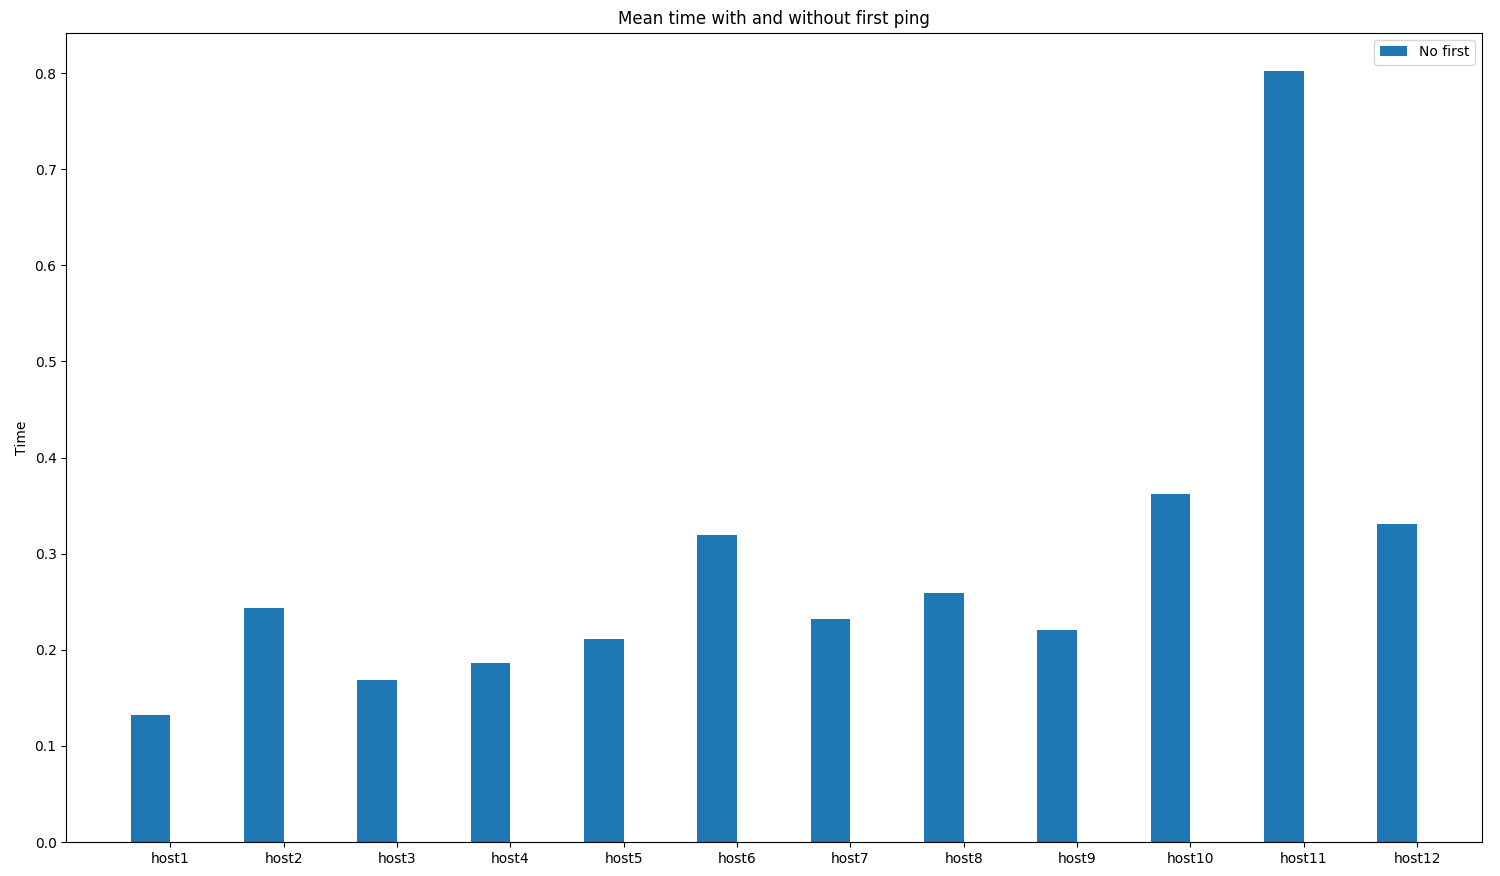 Mean time with and without first ping
No first
0.8
0.7
0.6
0.5
0.4
0.3
0.2
0.1
0.0
Time
host1 host2 host3 host4 host5 host6 host7 host8 host9 host10 host11 host12